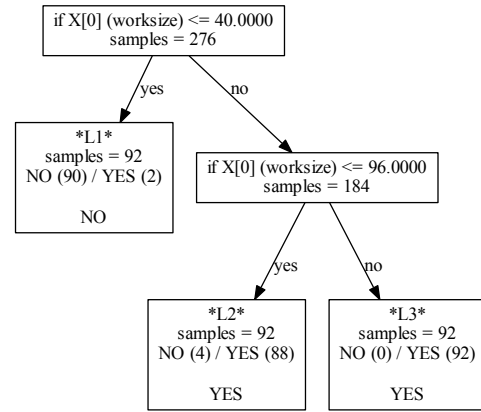 if X[0] (worksize) <= 40.0000
samples = 276
yes
no
*L1*
samples = 92
NO (90) / YES (2)
NO
if X[0] (worksize) <= 96.0000
samples = 184
yes
no
*L2*
samples = 92
NO (4) / YES (88)
YES
*L3*
samples = 92
NO (0) / YES (92)
YES